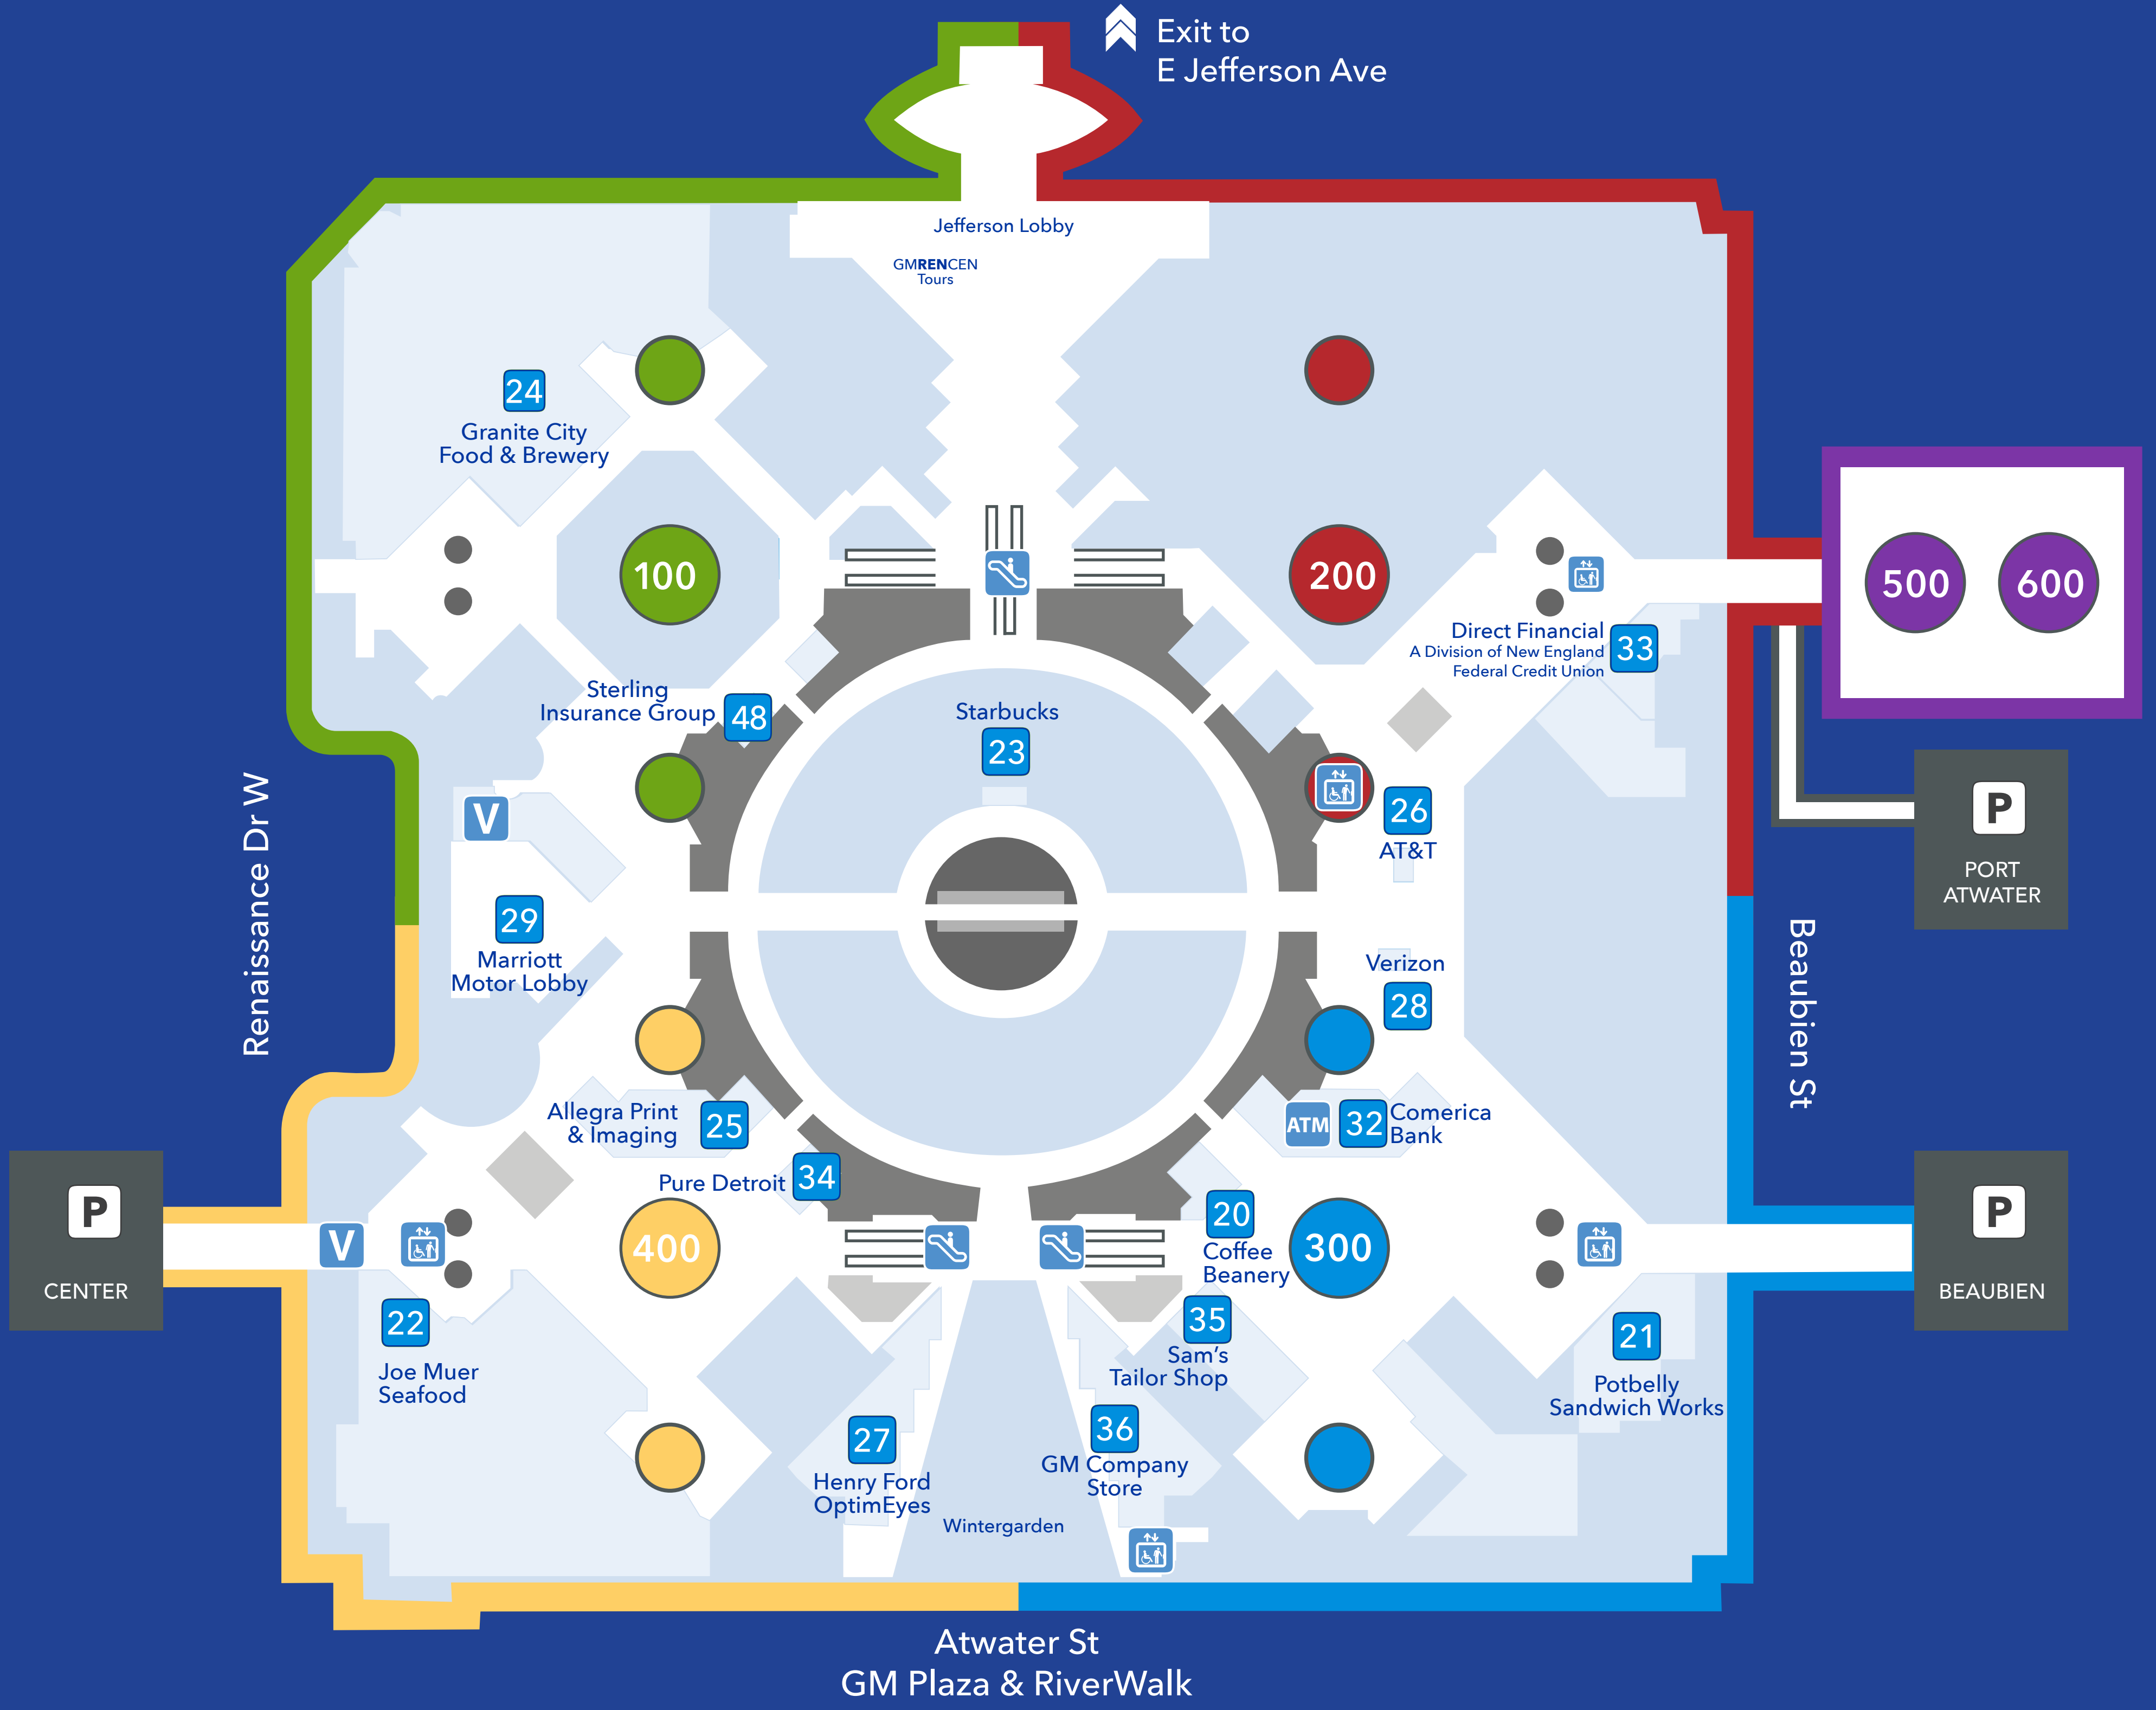 Exit to
E Jefferson Ave
Jefferson Lobby
GMRENCEN
Tours
24
Granite City
Food & Brewery
100
200
500
600
Direct Financial
A Division of New England
Federal Credit Union
33
Sterling
Insurance Group
48
Starbucks
23
V
26
AT&T
P
PORT
ATWATER
Renaissance Dr W
29
Marriott
Motor Lobby
Verizon
28
Beaubien St
Allegra Print
& Imaging
25
ATM
32
Comerica
Bank
Pure Detroit
34
P
CENTER
V
400
20
Coffee
Beanery
300
P
BEAUBIEN
22
Joe Muer
Seafood
35
Sam's
Tailor Shop
21
Potbelly
Sandwich Works
27
Henry Ford
OptimEyes
36
GM Company
Store
Wintergarden
Atwater St
GM Plaza & RiverWalk